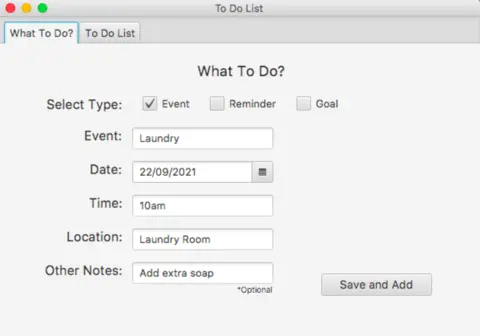 To Do List
What To Do? To Do List
What To Do?
Select Type: Event Reminder Goal
Event: Laundry
Date: 22/09/2021
Time: 10am
Location: Laundry Room
Other Notes: Add extra soap
*Optional
Save and Add